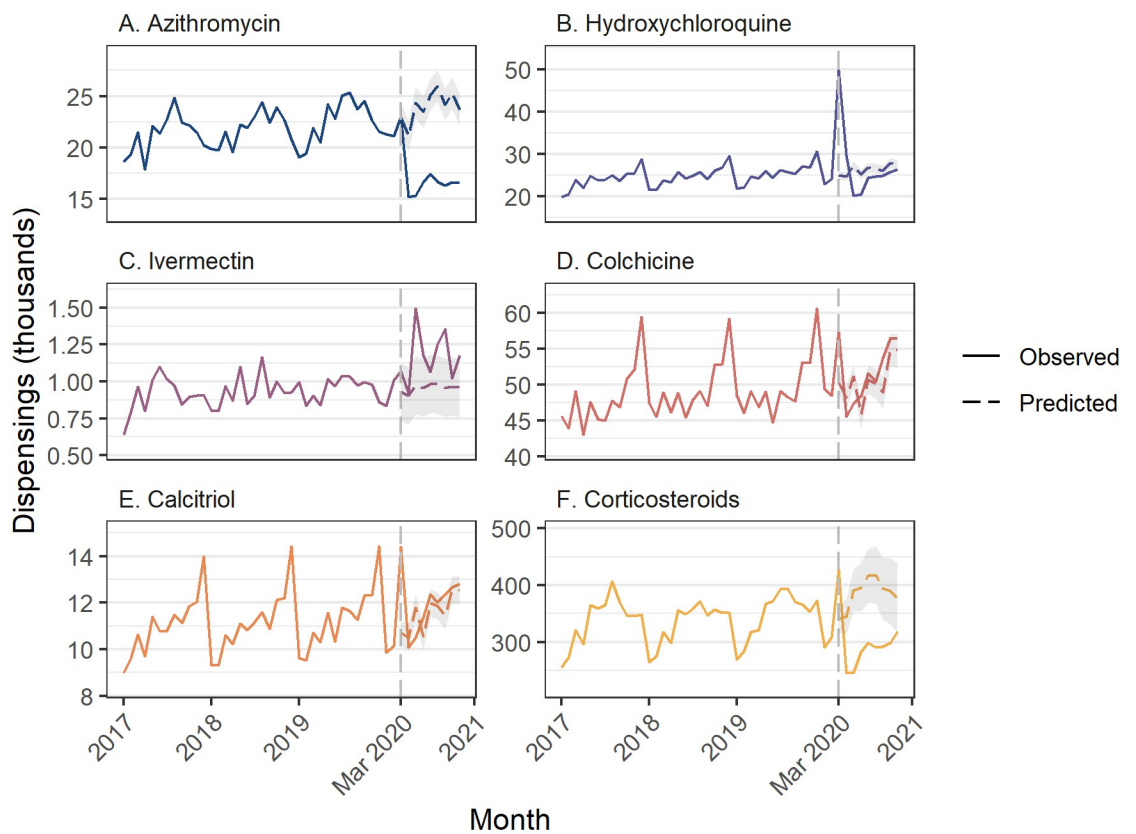 A. Azithromycin
B. Hydroxychloroquine
25
20
15
50
40
30
20
C. Ivermectin
D. Colchicine
1.50
1.25
1.00
0.75
0.50
60
55
50
45
40
E. Calcitriol
F. Corticosteroids
14
12
10
8
500
400
300
2017
2018
2019
Mar 2020
2021
2017
2018
2019
Mar 2020
2021
Month
Dispensings (thousands)
Observed
Predicted